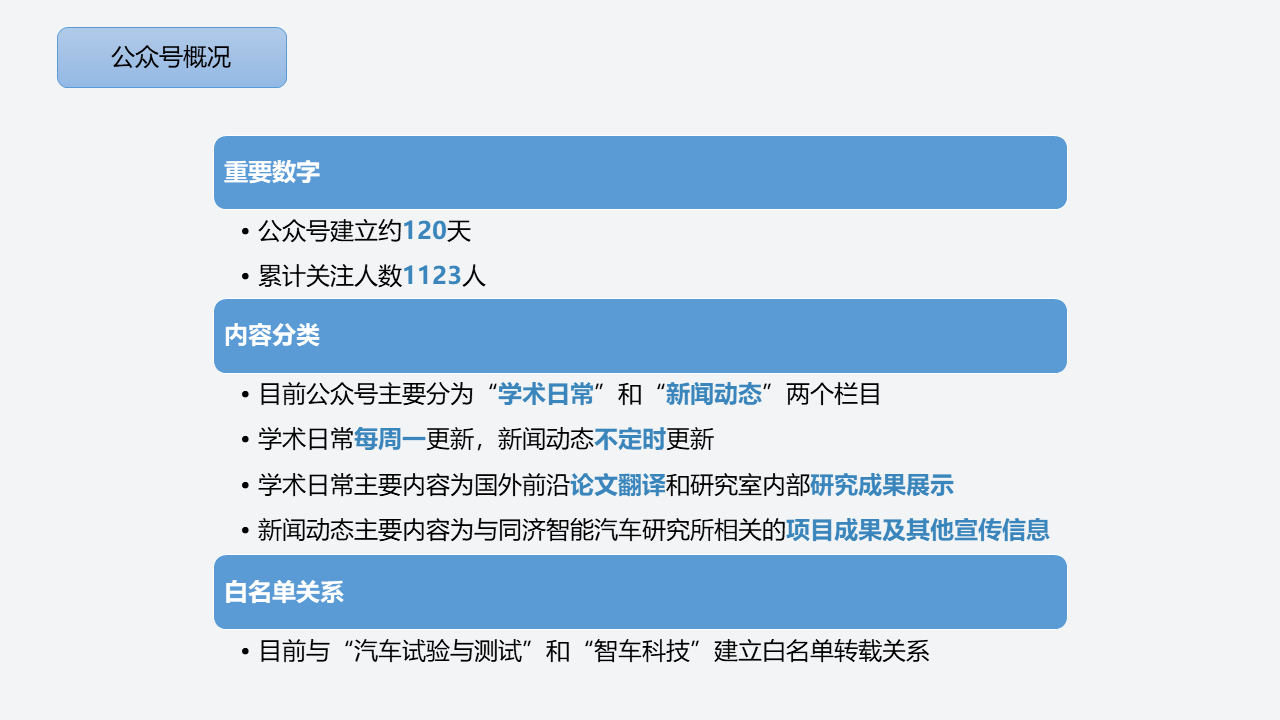 公众号概况
重要数字
• 公众号建立约120天
• 累计关注人数1123人
内容分类
• 目前公众号主要分为“学术日常”和“新闻动态”两个栏目
• 学术日常每周一更新，新闻动态不定时更新
• 学术日常主要内容为国外前沿论文翻译和研究室内部研究成果展示
• 新闻动态主要内容为与同济智能汽车研究所相关的项目成果及其他宣传信息
白名单关系
• 目前与“汽车试验与测试”和“智车科技”建立白名单转载关系